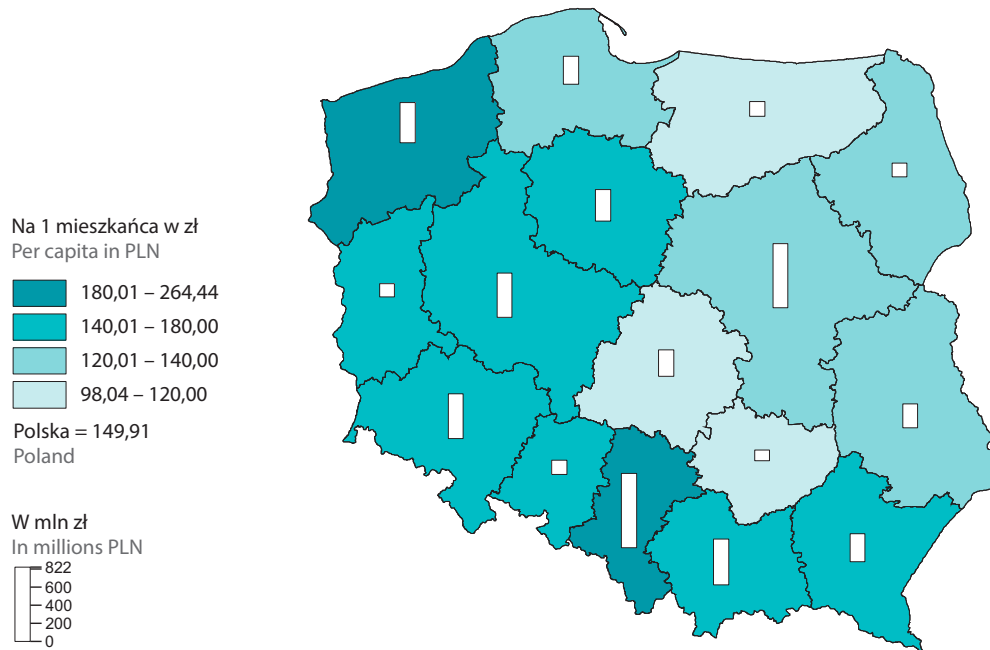 Na 1 mieszkańca w zł
Per capita in PLN
180,01 – 264,44
140,01 – 180,00
120,01 – 140,00
98,04 – 120,00
Polska = 149,91
Poland
W mln zł
In millions PLN
822
600
400
200
0